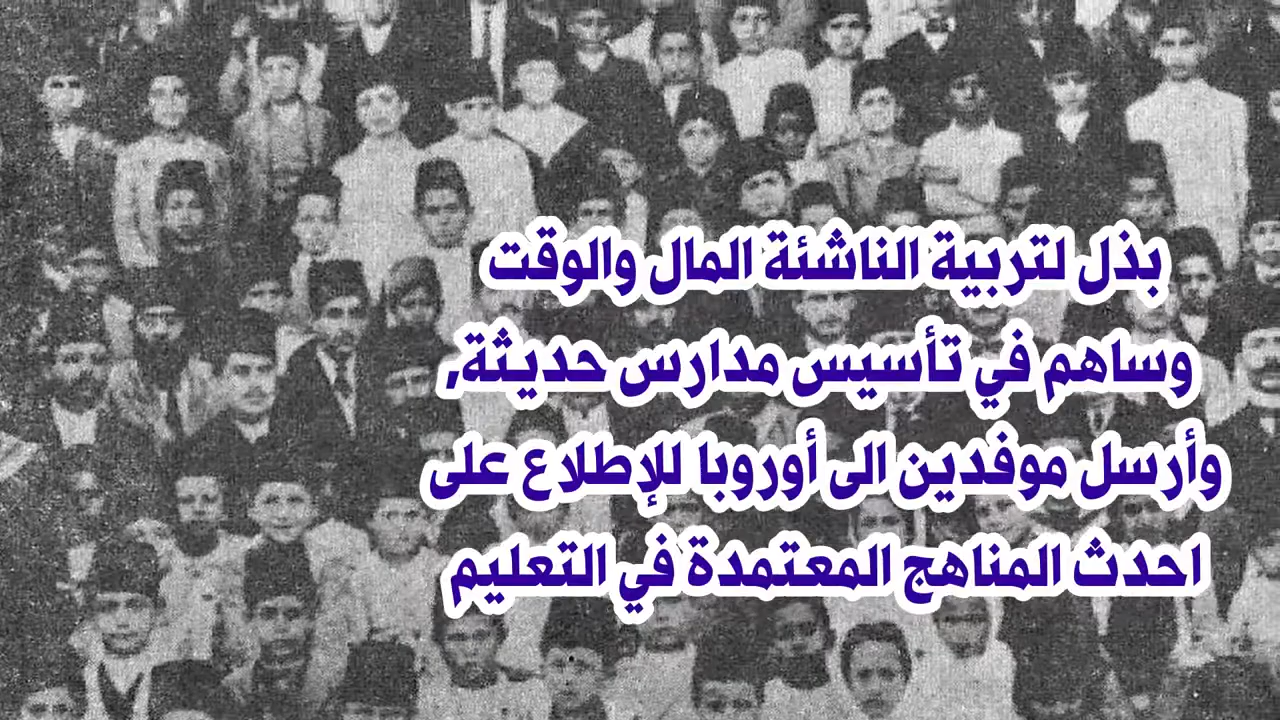 بذل لتربية الناشئة المال والوقت
وساهم في تأسيس مدارس حديثة,
وأرسل موفدين الى أوروبا للإطلاع على
احدث المناهج المعتمدة في التعليم